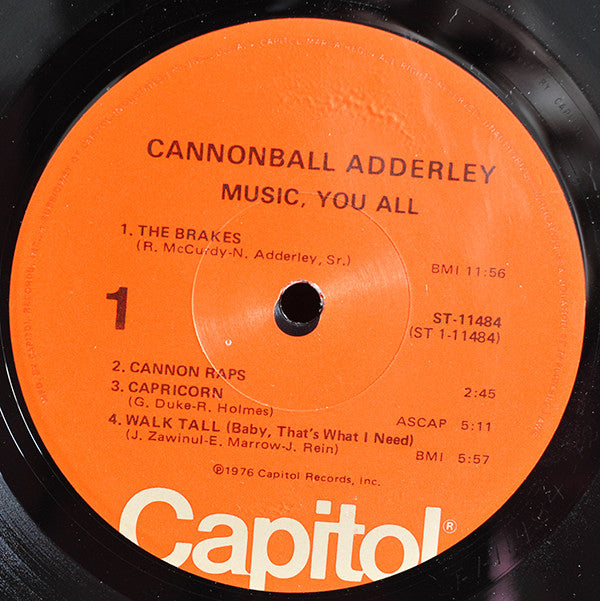 CANNONBALL ADDERLEY
MUSIC, YOU ALL
1. THE BRAKES
(R. McCurdy-N. Adderley, Sr.)
BMI 11:56
1
ST-11484
(ST 1-11484)
2. CANNON RAPS 2:45
3. CAPRICORN
(G. Duke-R. Holmes) ASCAP 5:11
4. WALK TALL (Baby, That's What I Need)
(J. Zawinul-E. Marrow-J. Rein) BMI 5:57
℗1976 Capitol Records, Inc.
Capitol®